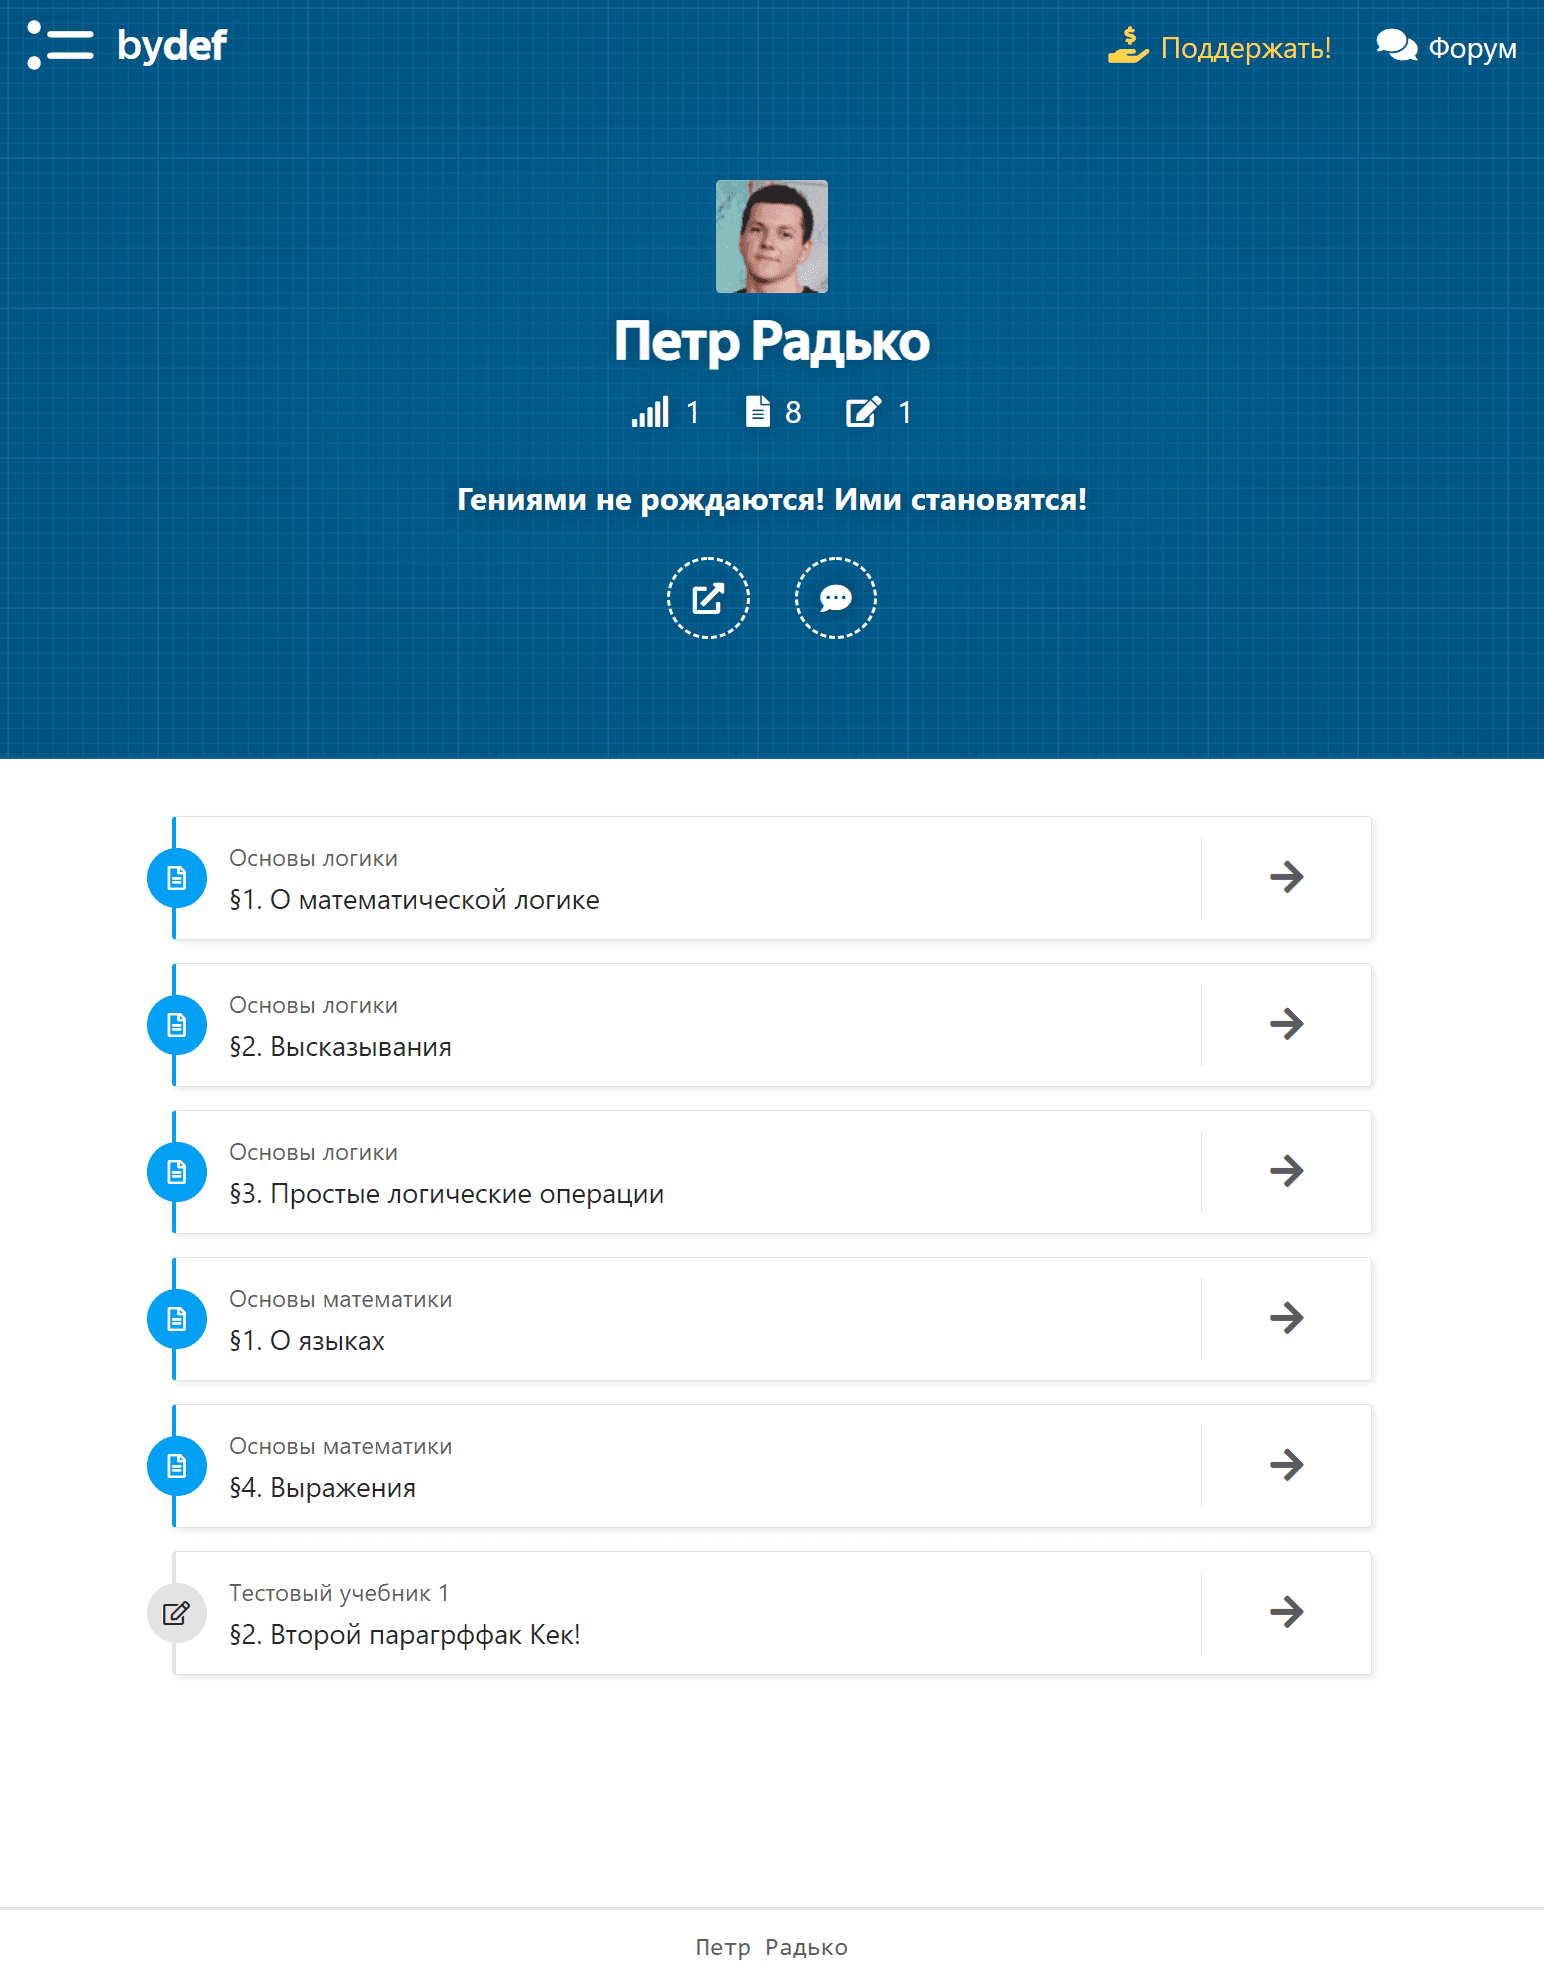 bydef
Поддержать!
Форум
Петр Радько
1 8 1
Гениями не рождаются! Ими становятся!
Основы логики
§1. О математической логике
Основы логики
§2. Высказывания
Основы логики
§3. Простые логические операции
Основы математики
§1. О языках
Основы математики
§4. Выражения
Тестовый учебник 1
§2. Второй парагрффак Кек!
Петр Радько